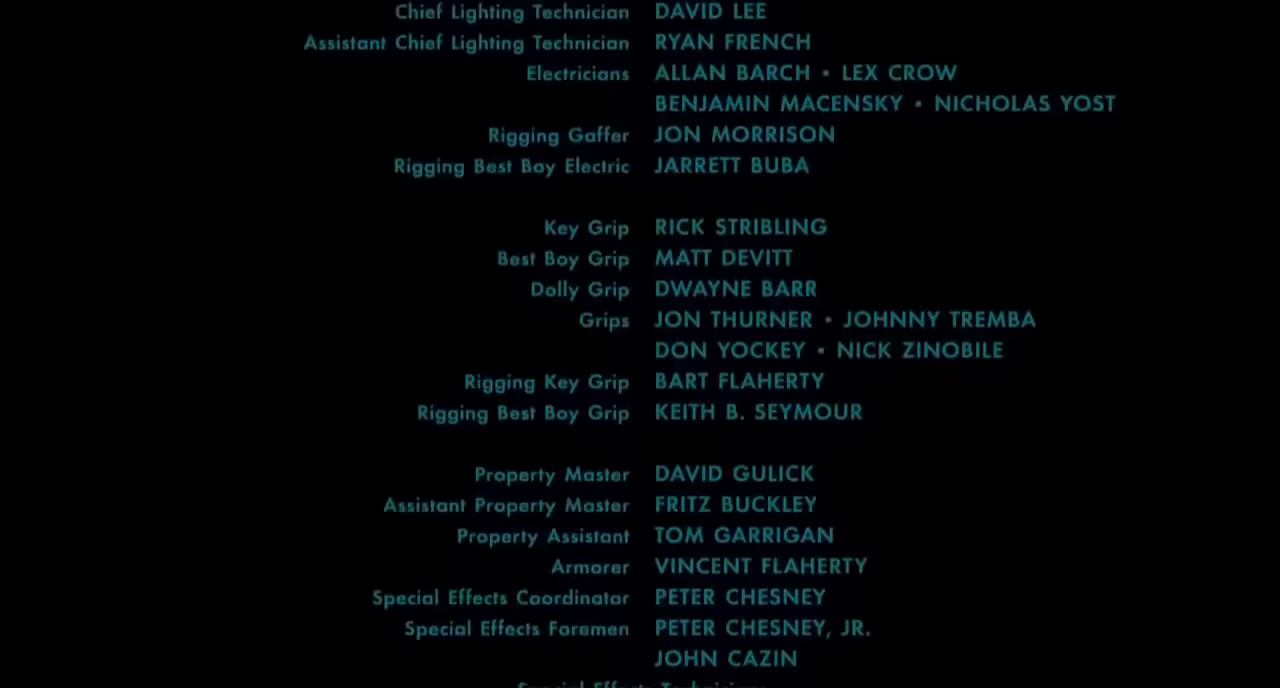 Chief Lighting Technician DAVID LEE
Assistant Chief Lighting Technician RYAN FRENCH
Electricians ALLAN BARCH • LEX CROW
BENJAMIN MACENSKY • NICHOLAS YOST
Rigging Gaffer JON MORRISON
Rigging Best Boy Electric JARRETT BUBA
Key Grip RICK STRIBLING
Best Boy Grip MATT DEVITT
Dolly Grip DWAYNE BARR
Grips JON THURNER • JOHNNY TREMBA
DON YOCKEY • NICK ZINOBILE
Rigging Key Grip BART FLAHERTY
Rigging Best Boy Grip KEITH B. SEYMOUR
Property Master DAVID GULICK
Assistant Property Master FRITZ BUCKLEY
Property Assistant TOM GARRIGAN
Armorer VINCENT FLAHERTY
Special Effects Coordinator PETER CHESNEY
Special Effects Foremen PETER CHESNEY, JR.
JOHN CAZIN
Special Effects Technicians